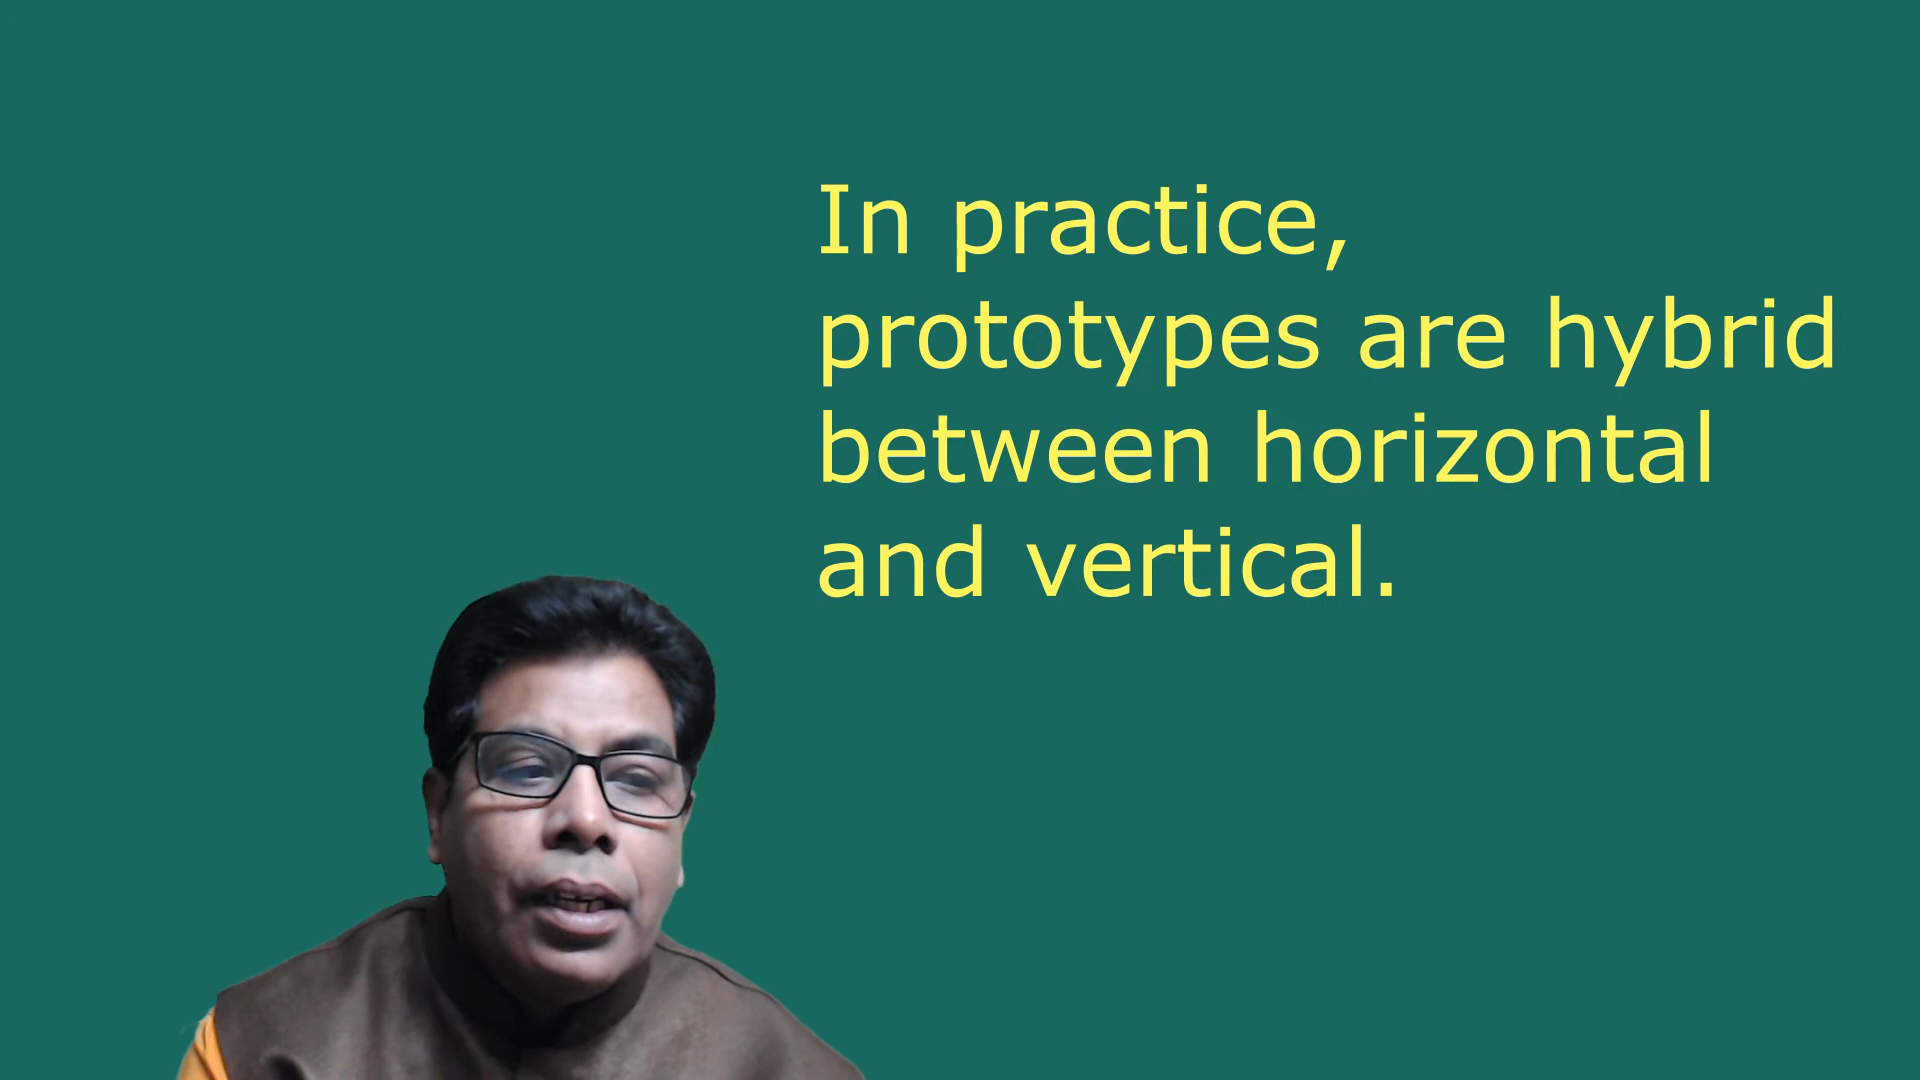 In practice,
prototypes are hybrid
between horizontal
and vertical.